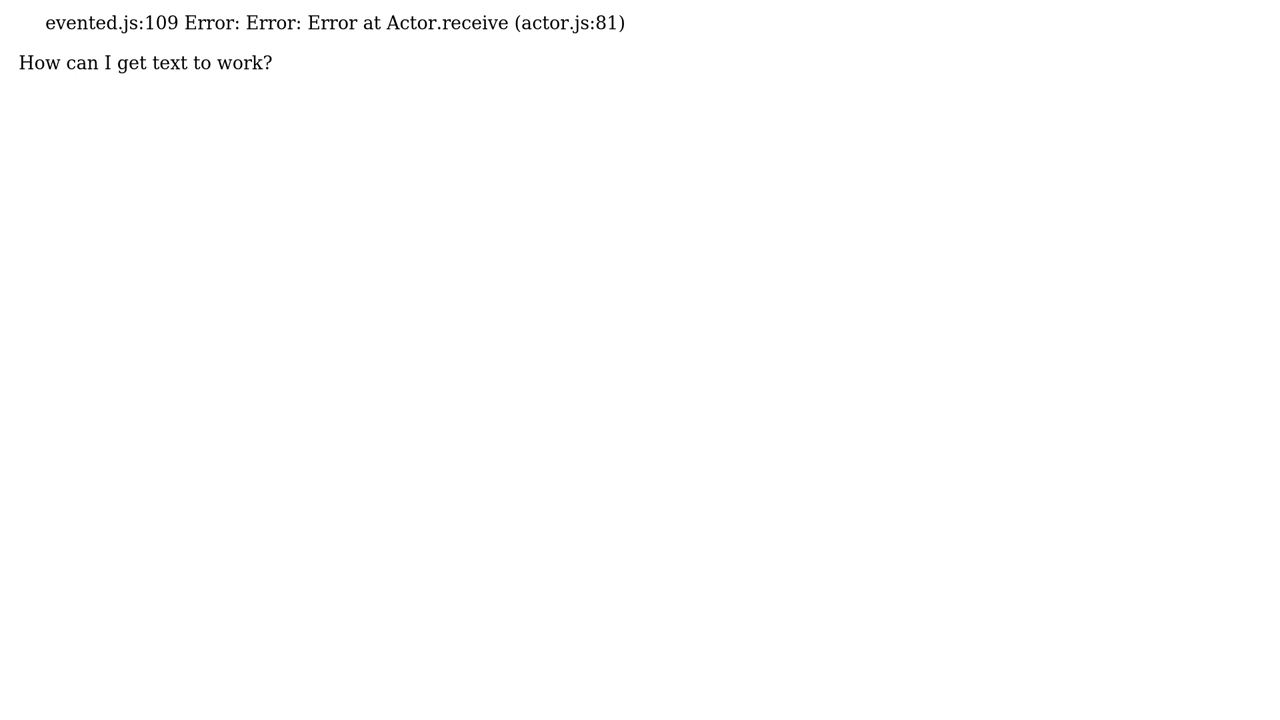 evented.js:109 Error: Error: Error at Actor.receive (actor.js:81)
How can I get text to work?